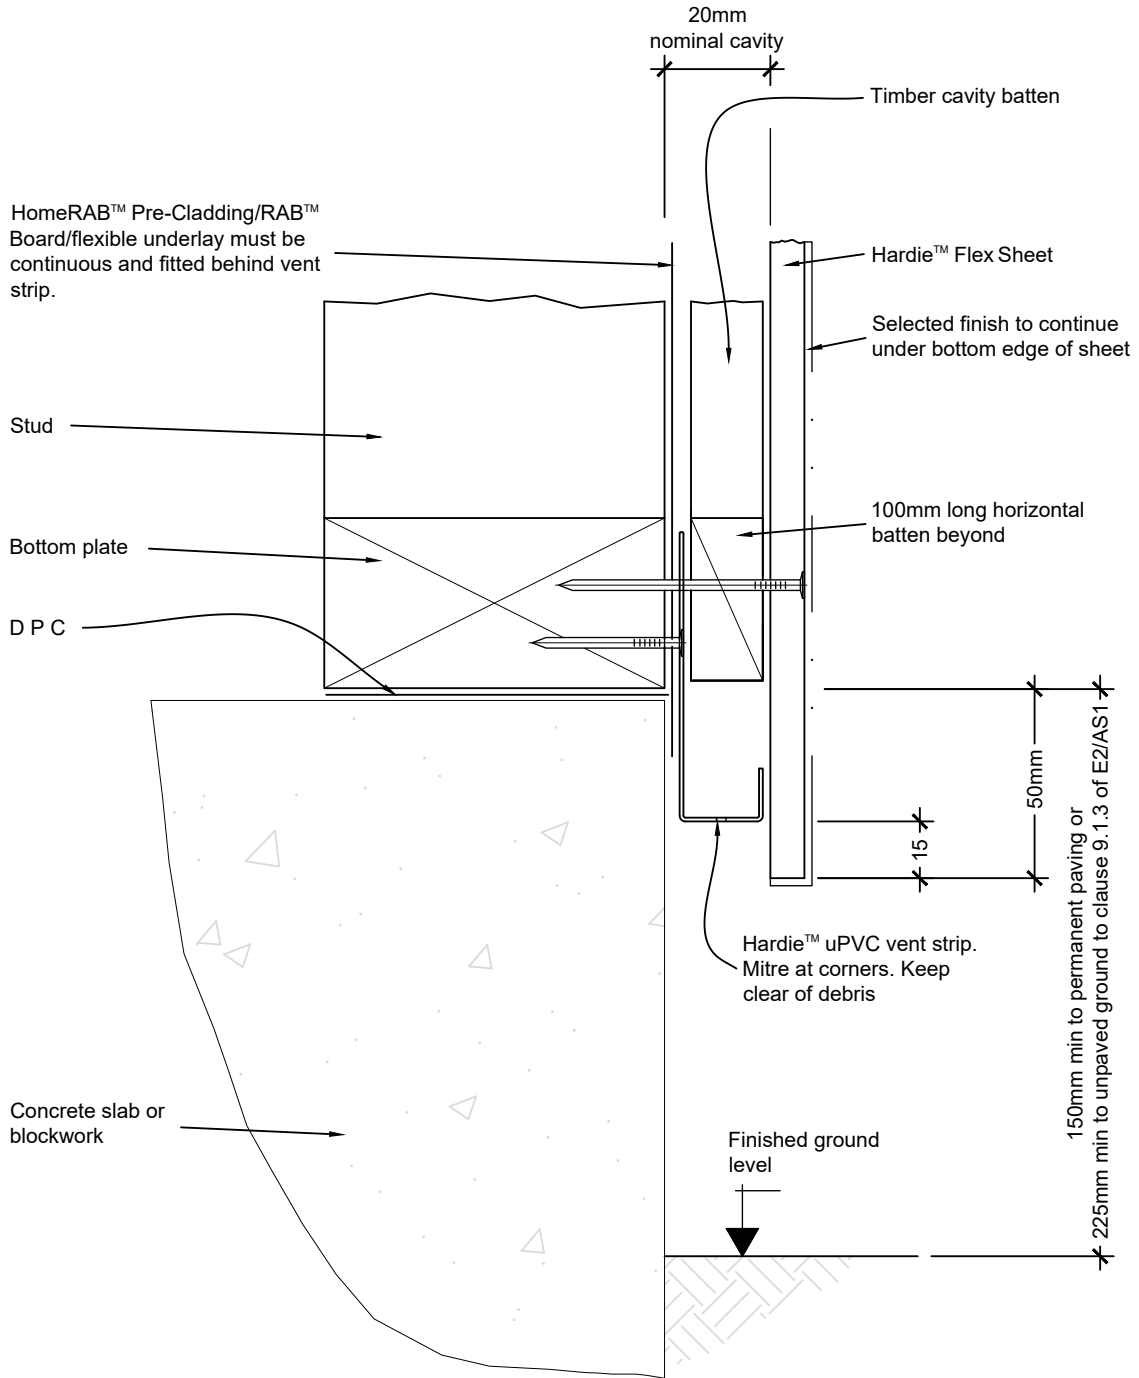 20mm
nominal cavity
Timber cavity batten
HomeRAB™ Pre-Cladding/RAB™
Board/flexible underlay must be
continuous and fitted behind vent
strip.
Hardie™ Flex Sheet
Selected finish to continue
under bottom edge of sheet
Stud
100mm long horizontal
batten beyond
Bottom plate
D P C
50mm
15
150mm min to permanent paving or
225mm min to unpaved ground to clause 9.1.3 of E2/AS1
Hardie™ uPVC vent strip.
Mitre at corners. Keep
clear of debris
Concrete slab or
blockwork
Finished ground
level